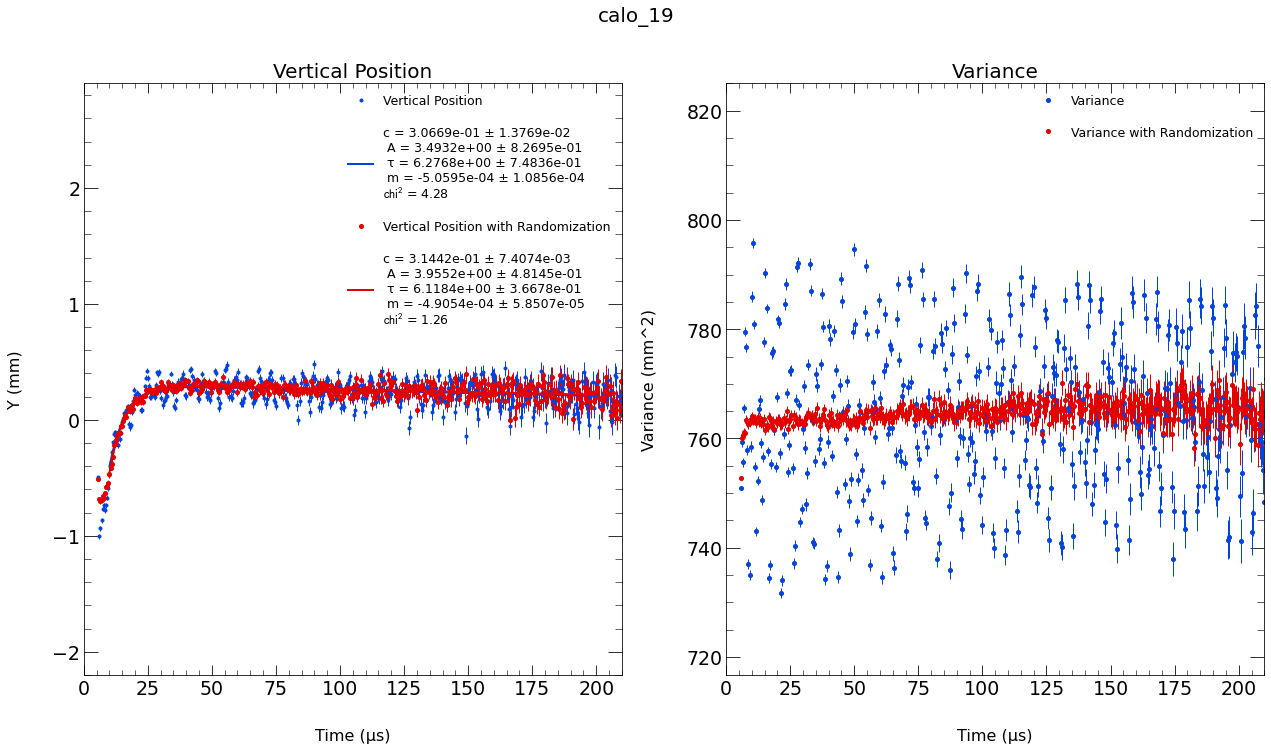 calo_19
Vertical Position
Vertical Position
c = 3.0669e-01 ± 1.3769e-02
A = 3.4932e+00 ± 8.2695e-01
τ = 6.2768e+00 ± 7.4836e-01
m = -5.0595e-04 ± 1.0856e-04
chi² = 4.28
Vertical Position with Randomization
c = 3.1442e-01 ± 7.4074e-03
A = 3.9552e+00 ± 4.8145e-01
τ = 6.1184e+00 ± 3.6678e-01
m = -4.9054e-04 ± 5.8507e-05
chi² = 1.26
Y (mm)
2
1
0
−1
−2
0 25 50 75 100 125 150 175 200
Time (μs)
Variance
Variance
Variance with Randomization
Variance (mm^2)
820
800
780
760
740
720
0 25 50 75 100 125 150 175 200
Time (μs)